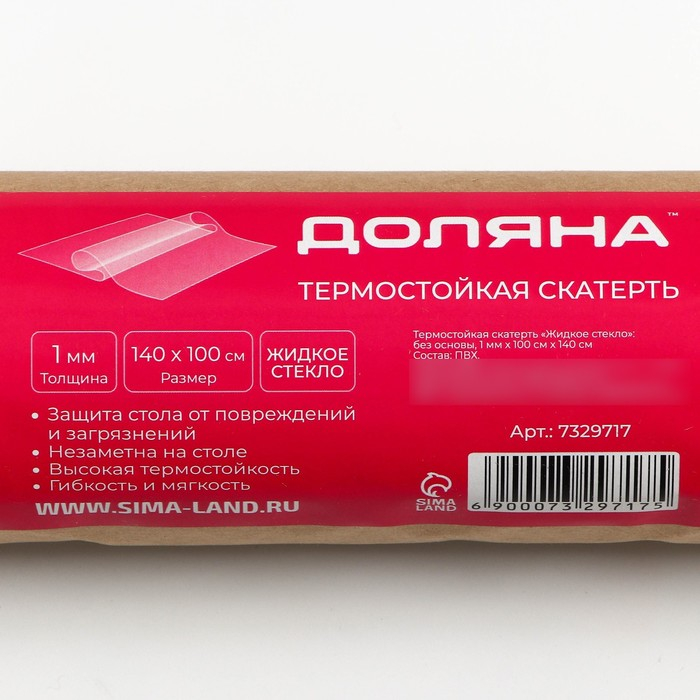 ДОЛЯНА™
ТЕРМОСТОЙКАЯ СКАТЕРТЬ
1 мм
Толщина
140 х 100 см
Размер
ЖИДКОЕ
СТЕКЛО
Термостойкая скатерть «Жидкое стекло»:
без основы, 1 мм х 100 см х 140 см
Состав: ПВХ.
• Защита стола от повреждений
и загрязнений
• Незаметна на столе
• Высокая термостойкость
• Гибкость и мягкость
WWW.SIMA-LAND.RU
Арт.: 7329717
SIMA
LAND
6 900073 297175